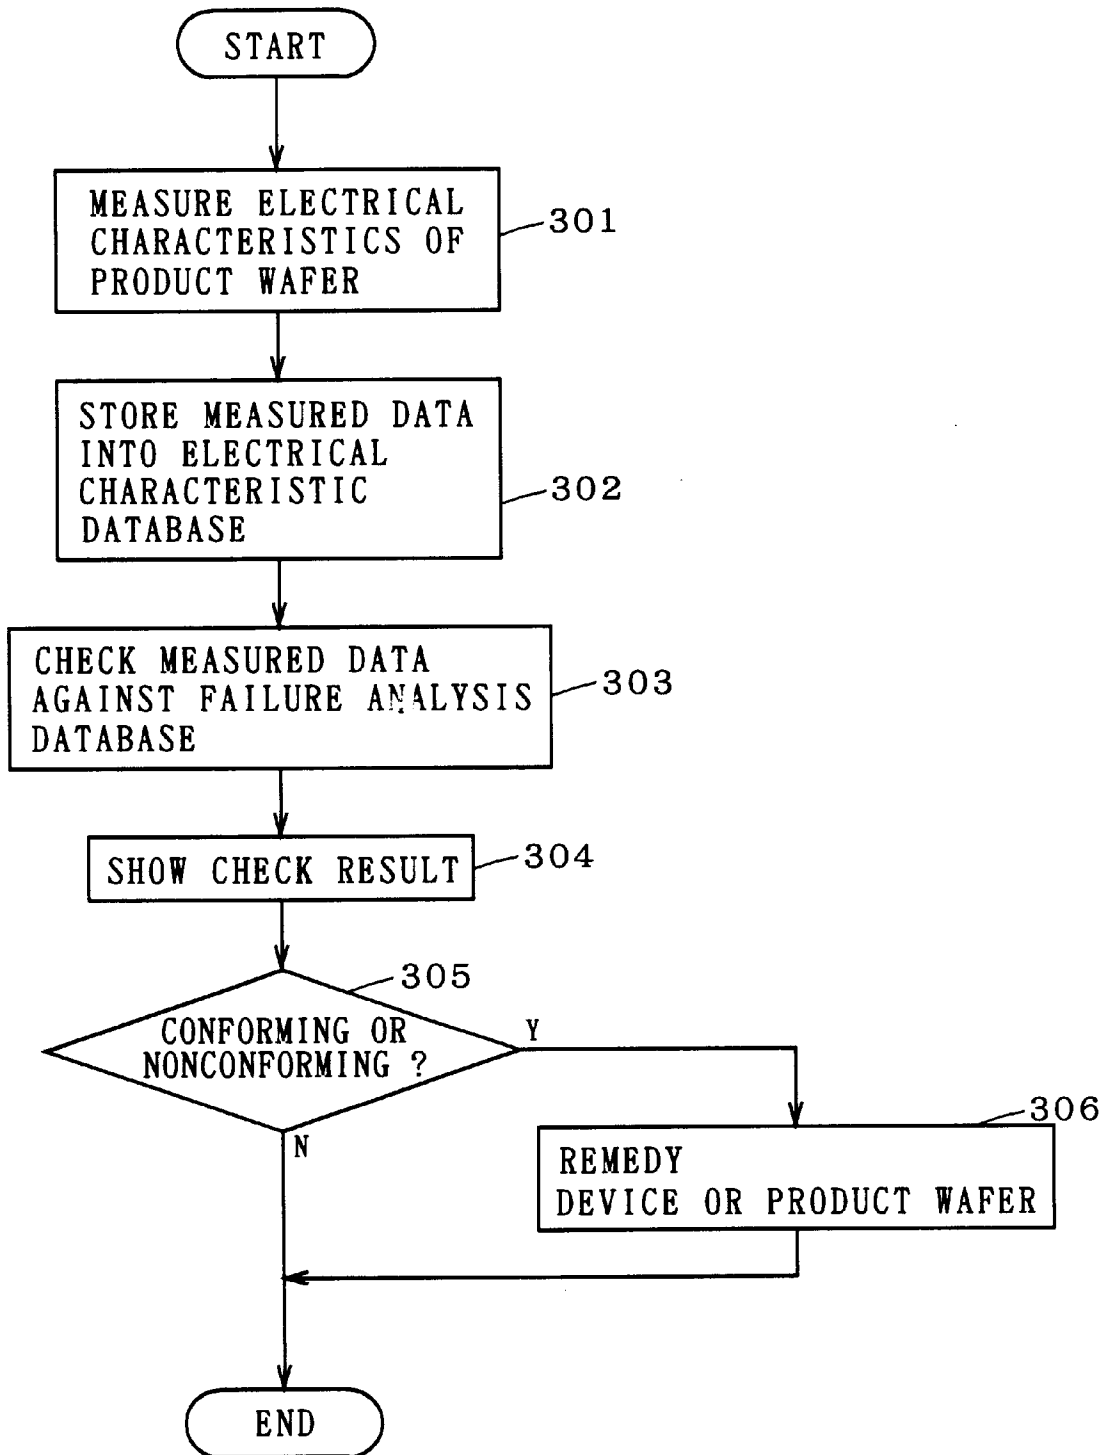 START
MEASURE ELECTRICAL
CHARACTERISTICS OF
PRODUCT WAFER
301
STORE MEASURED DATA
INTO ELECTRICAL
CHARACTERISTIC
DATABASE
302
CHECK MEASURED DATA
AGAINST FAILURE ANALYSIS
DATABASE
303
SHOW CHECK RESULT
304
305
CONFORMING OR
NONCONFORMING ?
Y
N
306
REMEDY
DEVICE OR PRODUCT WAFER
END